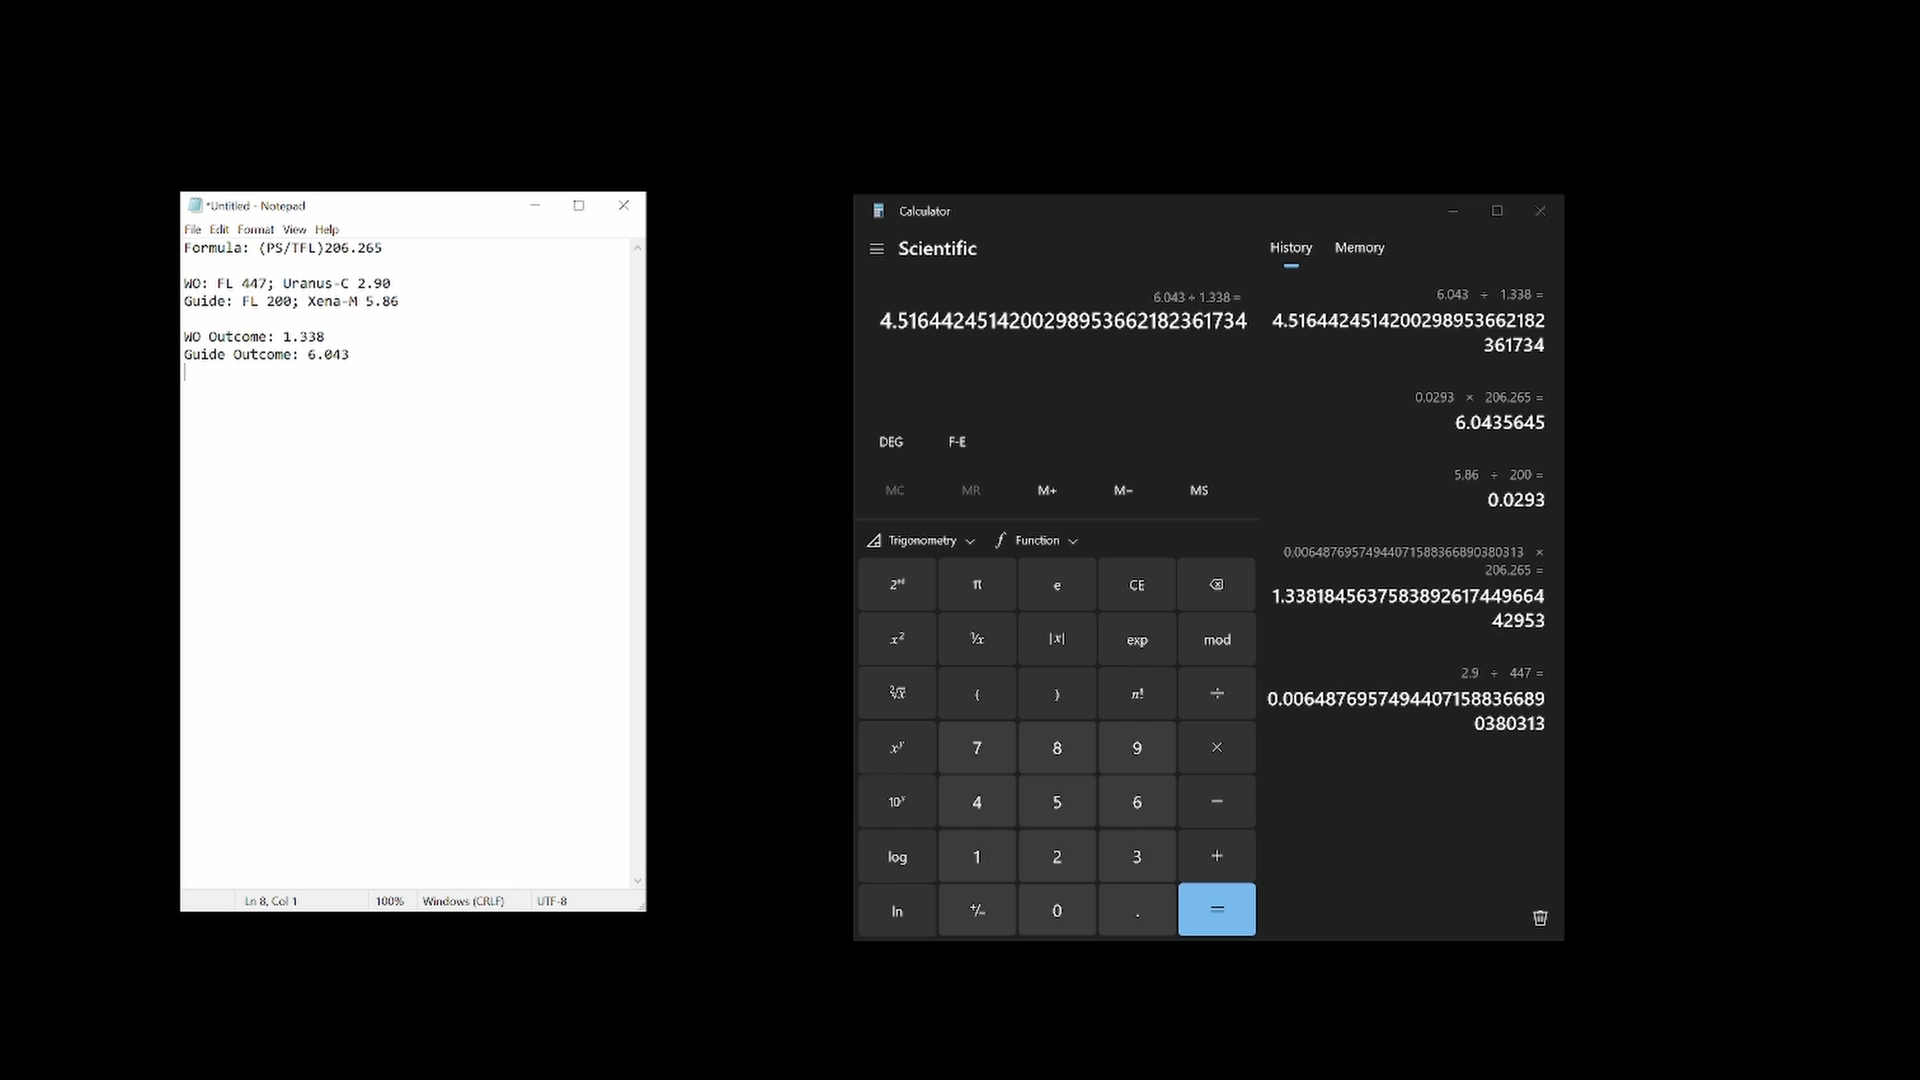 *Untitled - Notepad
File Edit Format View Help
Formula: (PS/TFL)206.265
WO: FL 447; Uranus-C 2.90
Guide: FL 200; Xena-M 5.86
WO Outcome: 1.338
Guide Outcome: 6.043
Ln 8, Col 1 100% Windows (CRLF) UTF-8
Calculator
Scientific
6.043 ÷ 1.338 =
4.5164424514200298953662182361734
DEG F-E
MC MR M+ M- MS
Trigonometry Function
2ⁿᵈ π e CE
x² ¹/x |x| exp mod
²√x ( ) n! ÷
xʸ 7 8 9 ×
10ˣ 4 5 6 −
log 1 2 3 +
ln +/− 0 . =
History Memory
6.043 ÷ 1.338 =
4.5164424514200298953662182
361734
0.0293 × 206.265 =
6.0435645
5.86 ÷ 200 =
0.0293
0.0064876957494407158836689​0380313 ×
206.265 =
1.3381845637583892617449664
42953
2.9 ÷ 447 =
0.0064876957494407158836689
0380313